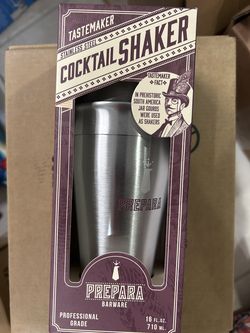 TASTEMAKER
STAINLESS STEEL
COCKTAIL SHAKER
TASTEMAKER
FACT
IN PREHISTORIC
SOUTH AMERICA
JAR GOURDS
WERE USED
AS SHAKERS
PREPARA
PREPARA
BARWARE
PROFESSIONAL
GRADE
16 FL. OZ.
710 ML.